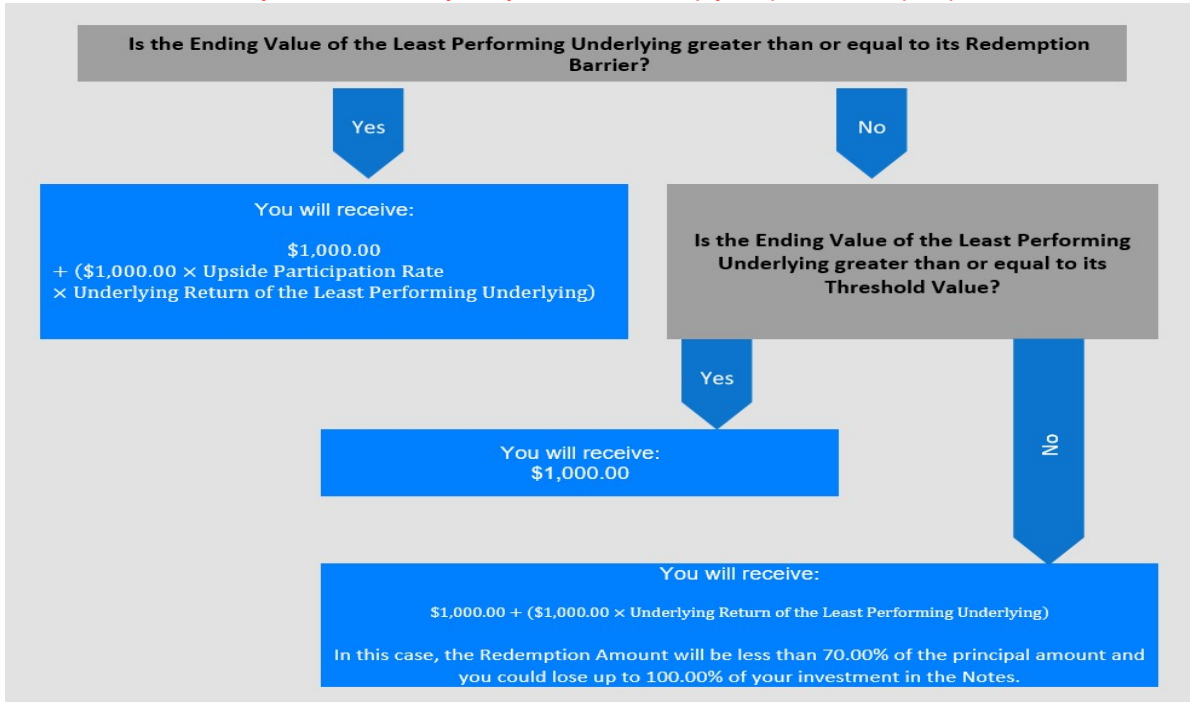 Is the Ending Value of the Least Performing Underlying greater than or equal to its Redemption
Barrier?
Yes
No
You will receive:
$1,000.00
+ ($1,000.00 × Upside Participation Rate
× Underlying Return of the Least Performing Underlying)
Is the Ending Value of the Least Performing
Underlying greater than or equal to its
Threshold Value?
Yes
No
You will receive:
$1,000.00
You will receive:
$1,000.00 + ($1,000.00 × Underlying Return of the Least Performing Underlying)
In this case, the Redemption Amount will be less than 70.00% of the principal amount and
you could lose up to 100.00% of your investment in the Notes.